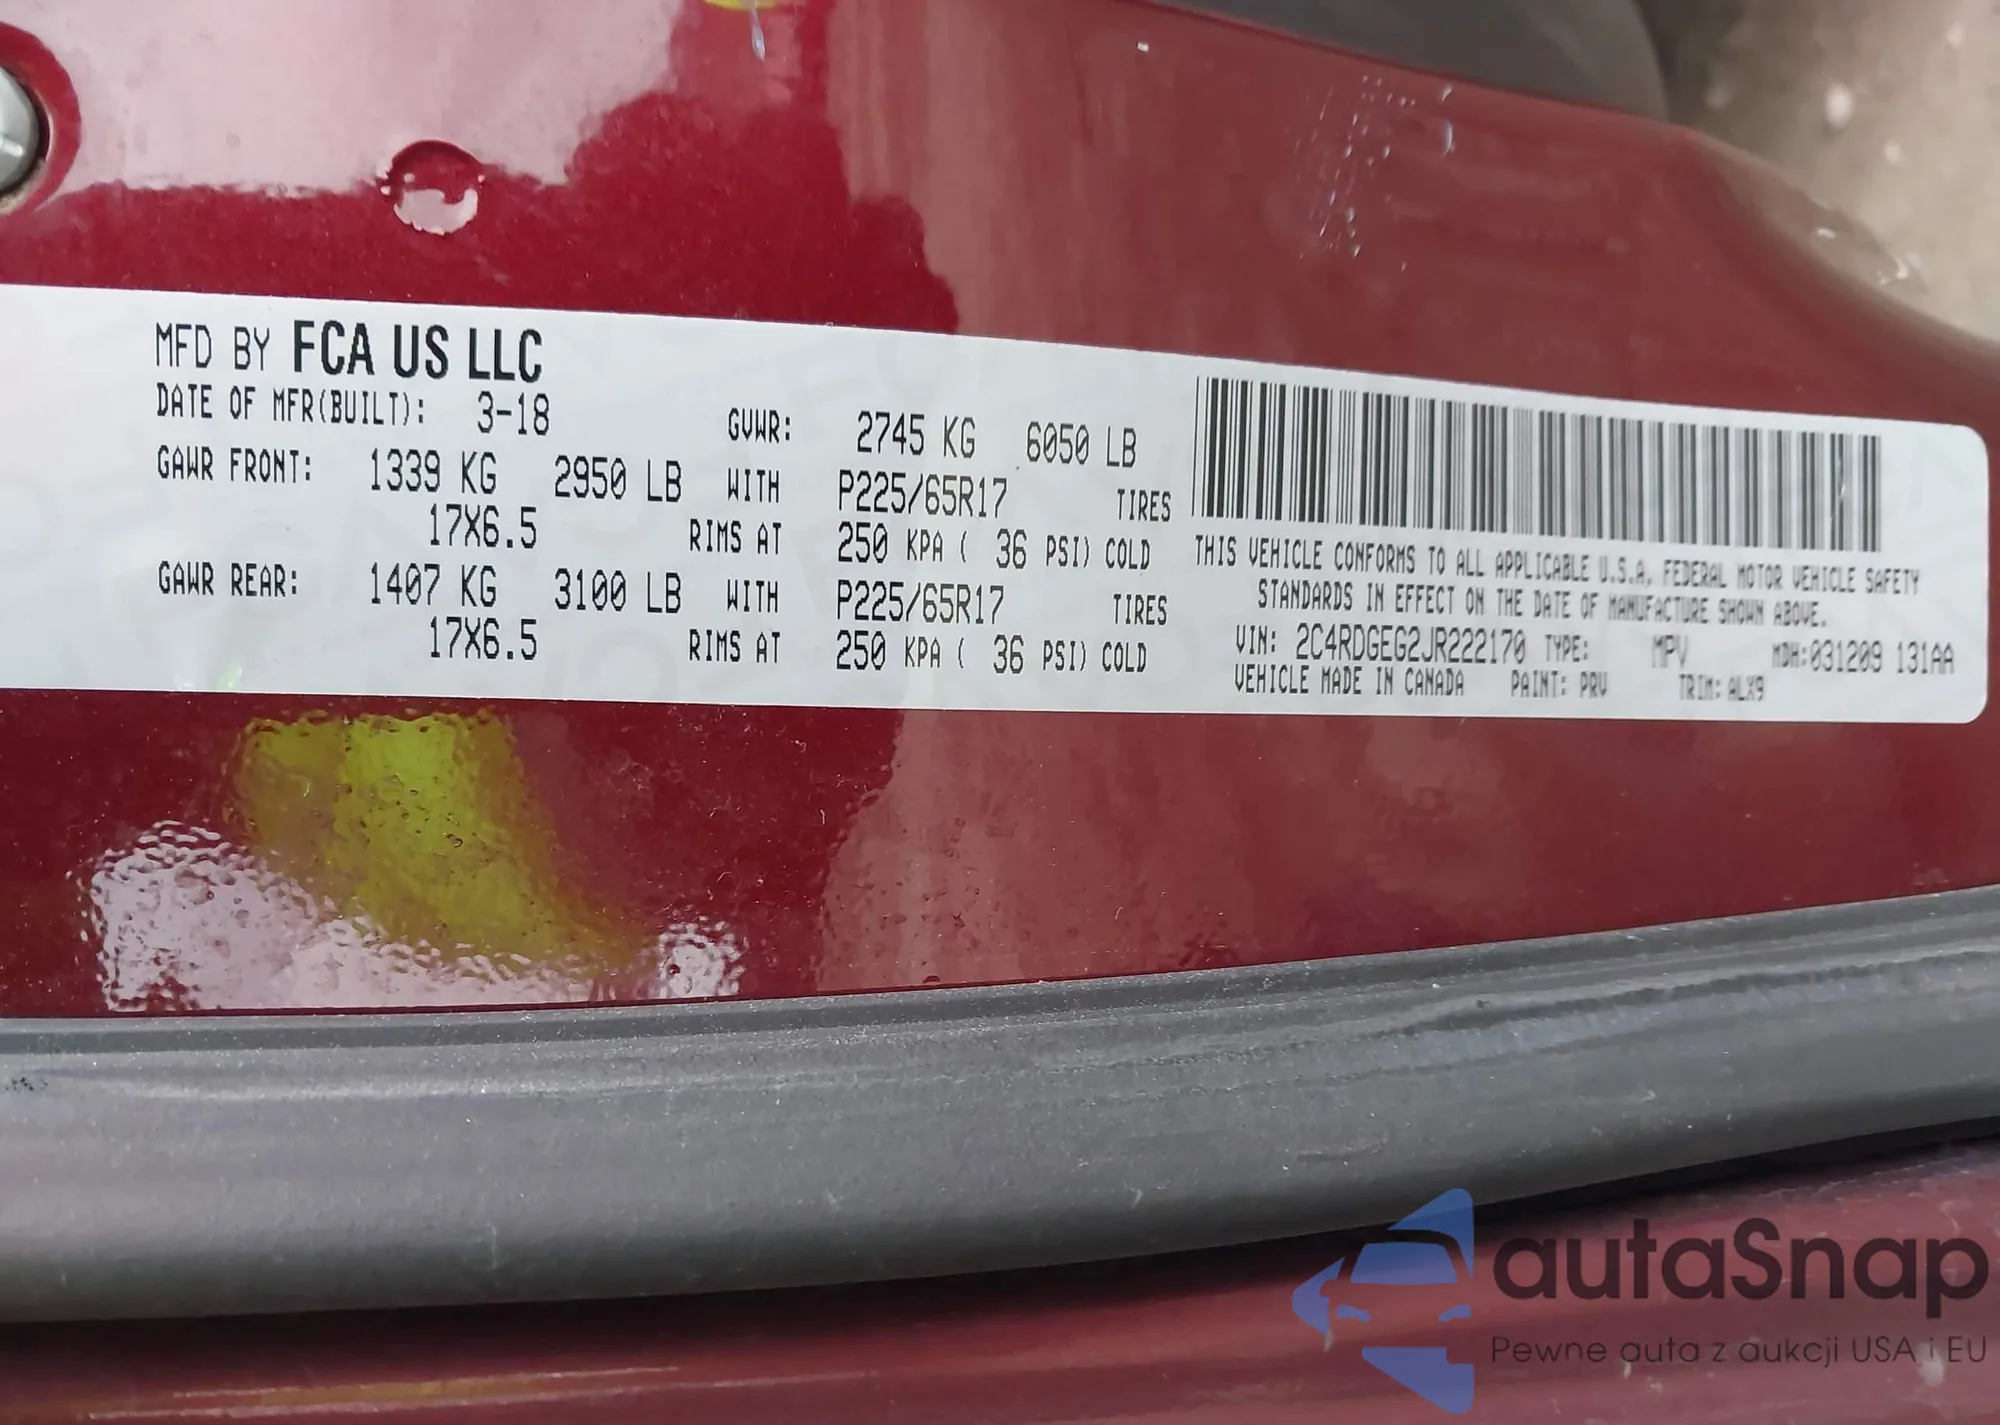 MFD BY FCA US LLC
DATE OF MFR(BUILT): 3-18 GVWR: 2745 KG 6050 LB
GAWR FRONT: 1339 KG 2950 LB WITH P225/65R17 TIRES
17X6.5 RIMS AT 250 KPA ( 36 PSI) COLD
GAWR REAR: 1407 KG 3100 LB WITH P225/65R17 TIRES
17X6.5 RIMS AT 250 KPA ( 36 PSI) COLD
THIS VEHICLE CONFORMS TO ALL APPLICABLE U.S.A. FEDERAL MOTOR VEHICLE SAFETY
STANDARDS IN EFFECT ON THE DATE OF MANUFACTURE SHOWN ABOVE.
VIN: 2C4RDGEG2JR222170 TYPE: MPV MDH:031209 131AA
VEHICLE MADE IN CANADA PAINT: PRV TRIM: ALX9
autaSnap
Pewne auta z aukcji USA i EU